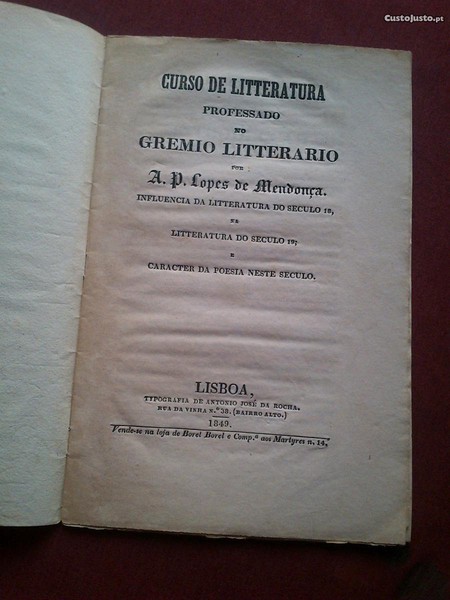 CustoJusto.pt
CURSO DE LITTERATURA
PROFESSADO
NO
GREMIO LITTERARIO
POR
A. P. Lopes de Mendonça.
INFLUENCIA DA LITTERATURA DO SECULO 18,
NA
LITTERATURA DO SECULO 19;
E
CARACTER DA POESIA NESTE SECULO.
LISBOA,
TYPOGRAFIA DE ANTONIO JOSÉ DA ROCHA.
RUA DA VINHA N.º 38. (BAIRRO ALTO.)
1849.
Vende-se na loja de Borel Borel e Comp.ª aos Martyres n. 14,